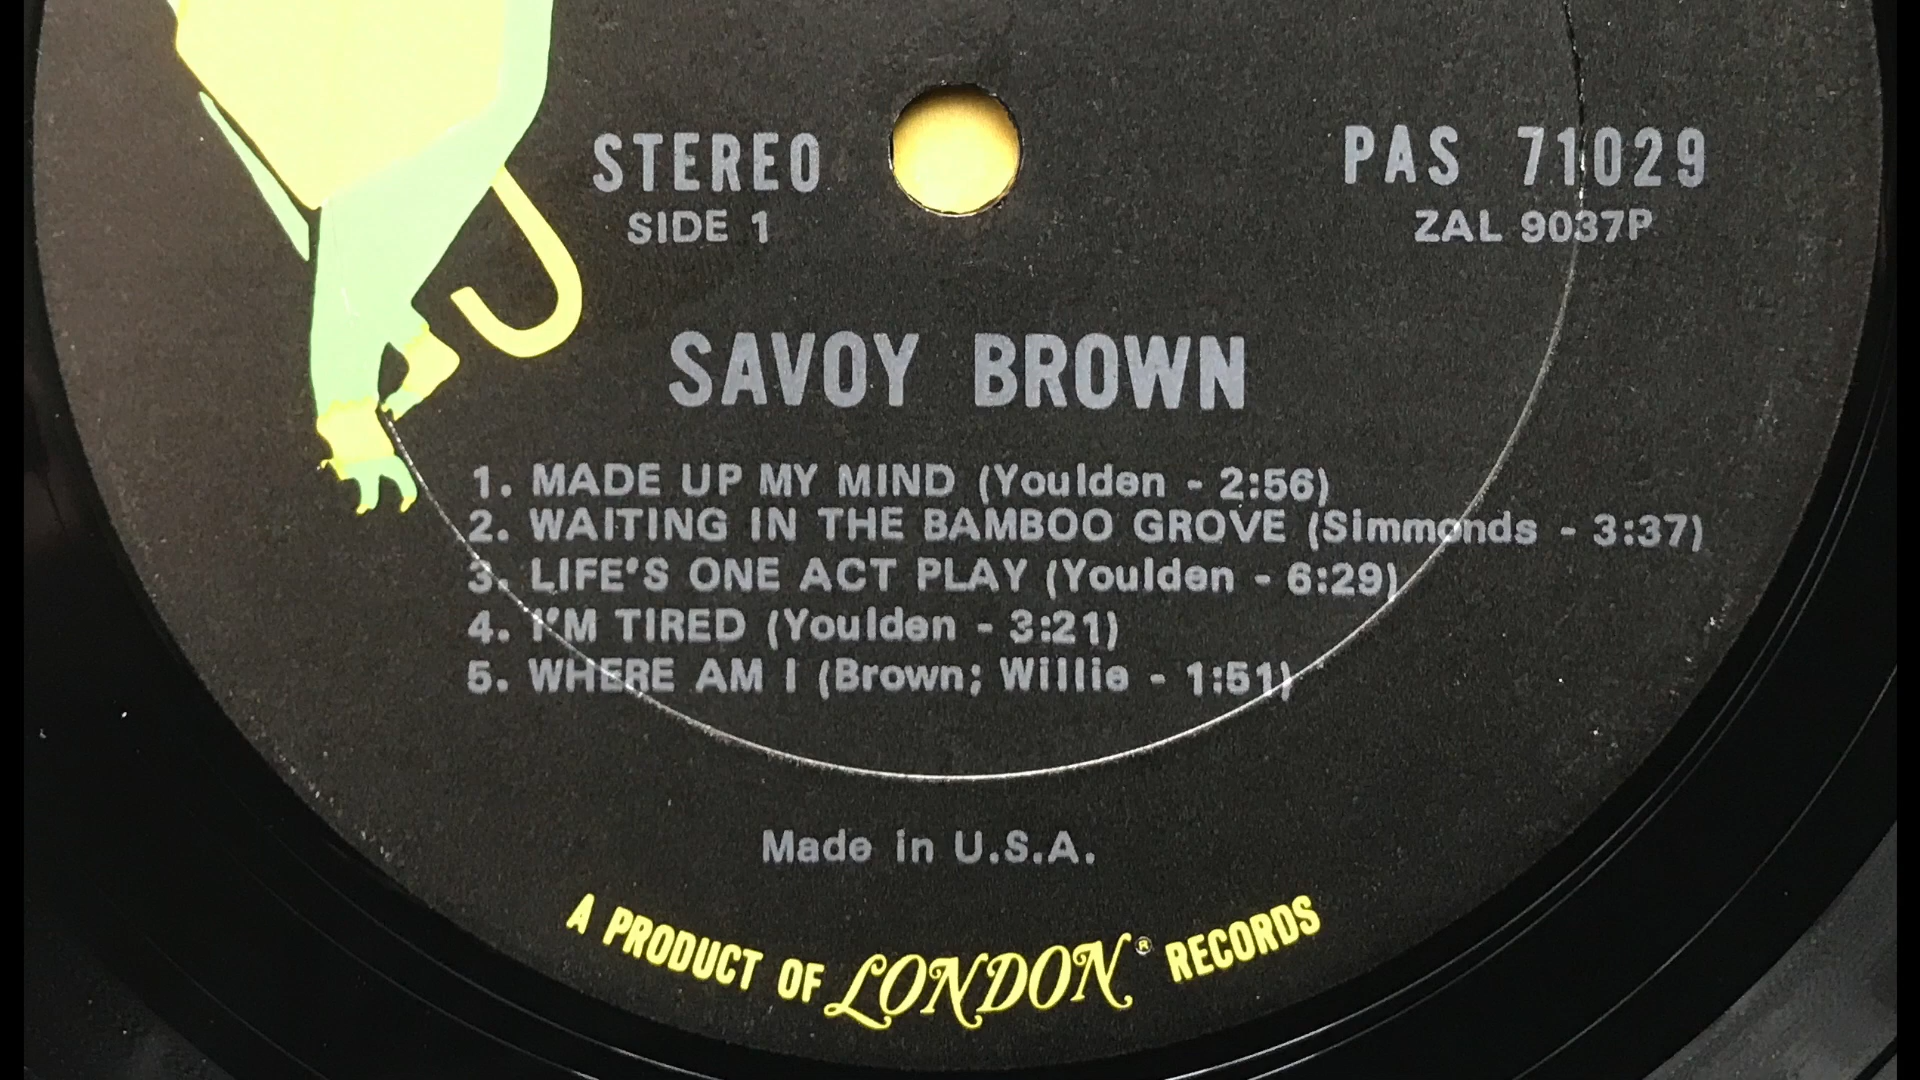 STEREO
SIDE 1
PAS 71029
ZAL 9037P
SAVOY BROWN
1. MADE UP MY MIND (Youlden - 2:56)
2. WAITING IN THE BAMBOO GROVE (Simmonds - 3:37)
3. LIFE'S ONE ACT PLAY (Youlden - 6:29)
4. I'M TIRED (Youlden - 3:21)
5. WHERE AM I (Brown; Willie - 1:51)
Made in U.S.A.
A PRODUCT OF LONDON® RECORDS